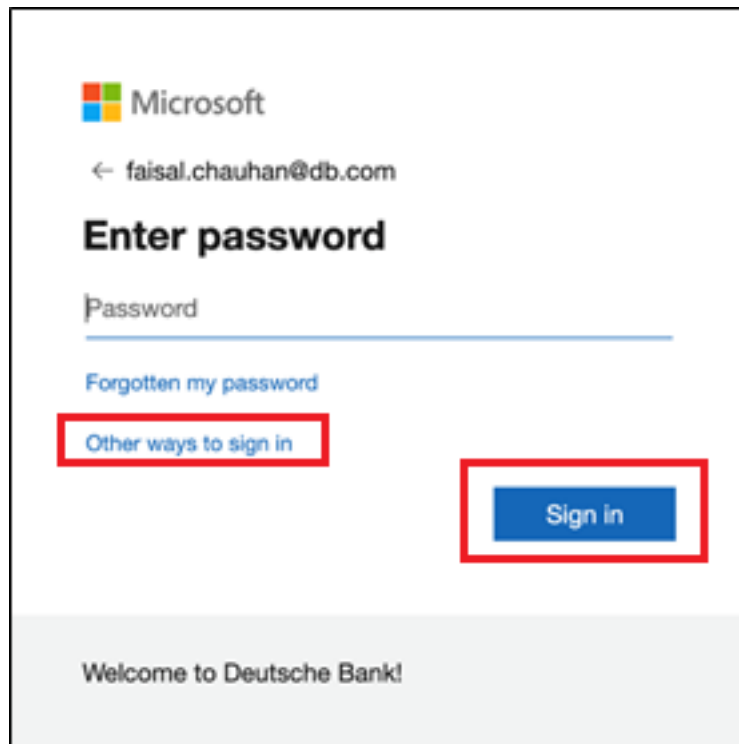 Microsoft
← faisal.chauhan@db.com
Enter password
Password
Forgotten my password
Other ways to sign in
Sign in
Welcome to Deutsche Bank!